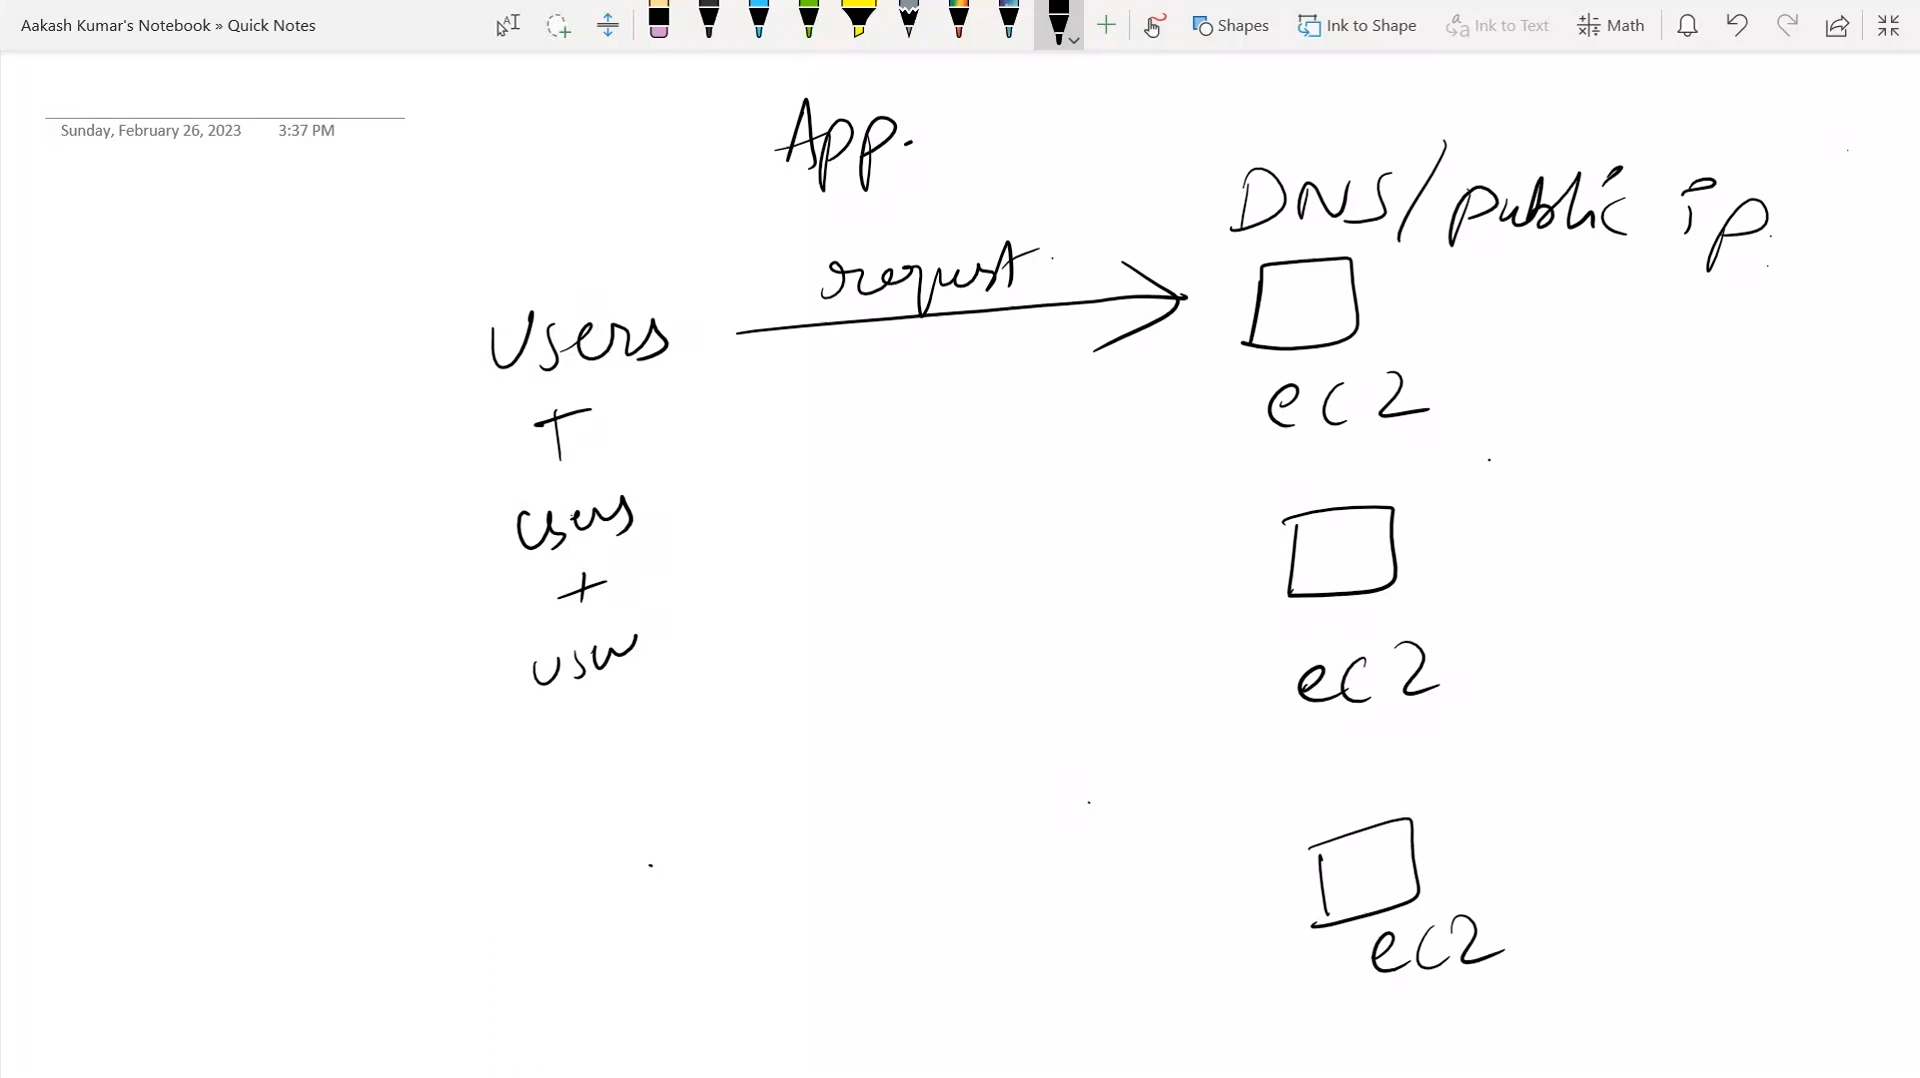 Aakash Kumar's Notebook » Quick Notes
Shapes
Ink to Shape
Ink to Text
Math
Sunday, February 26, 2023 3:37 PM
App.
DNS/public ip
request
Users
ec2
+
users
+
user
ec2
ec2